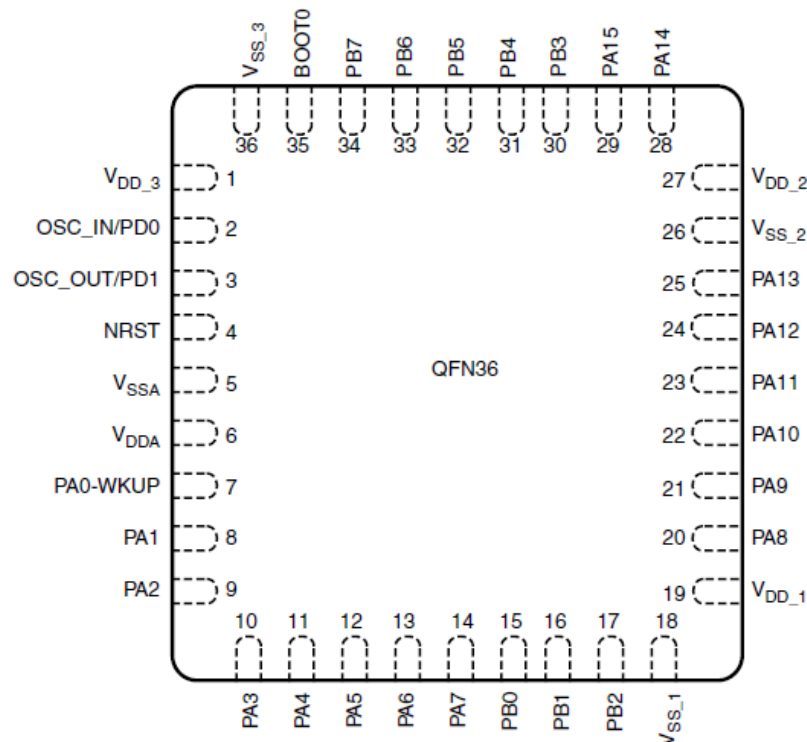 VSS_3 BOOT0 PB7 PB6 PB5 PB4 PB3 PA15 PA14
36 35 34 33 32 31 30 29 28
VDD_3 1 27 VDD_2
OSC_IN/PD0 2 26 VSS_2
OSC_OUT/PD1 3 25 PA13
NRST 4 24 PA12
QFN36
VSSA 5 23 PA11
VDDA 6 22 PA10
PA0-WKUP 7 21 PA9
PA1 8 20 PA8
PA2 9 19 VDD_1
10 11 12 13 14 15 16 17 18
PA3 PA4 PA5 PA6 PA7 PB0 PB1 PB2 VSS_1